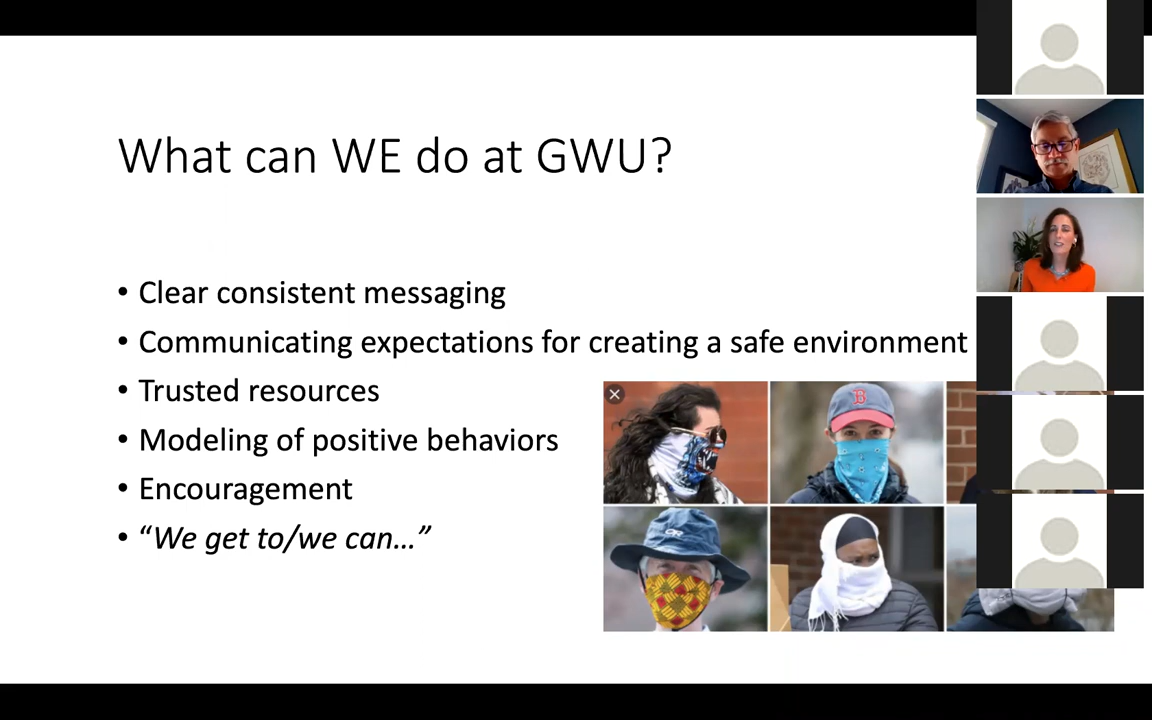 What can WE do at GWU?
• Clear consistent messaging
• Communicating expectations for creating a safe environment
• Trusted resources
• Modeling of positive behaviors
• Encouragement
• “We get to/we can…”
B
OR